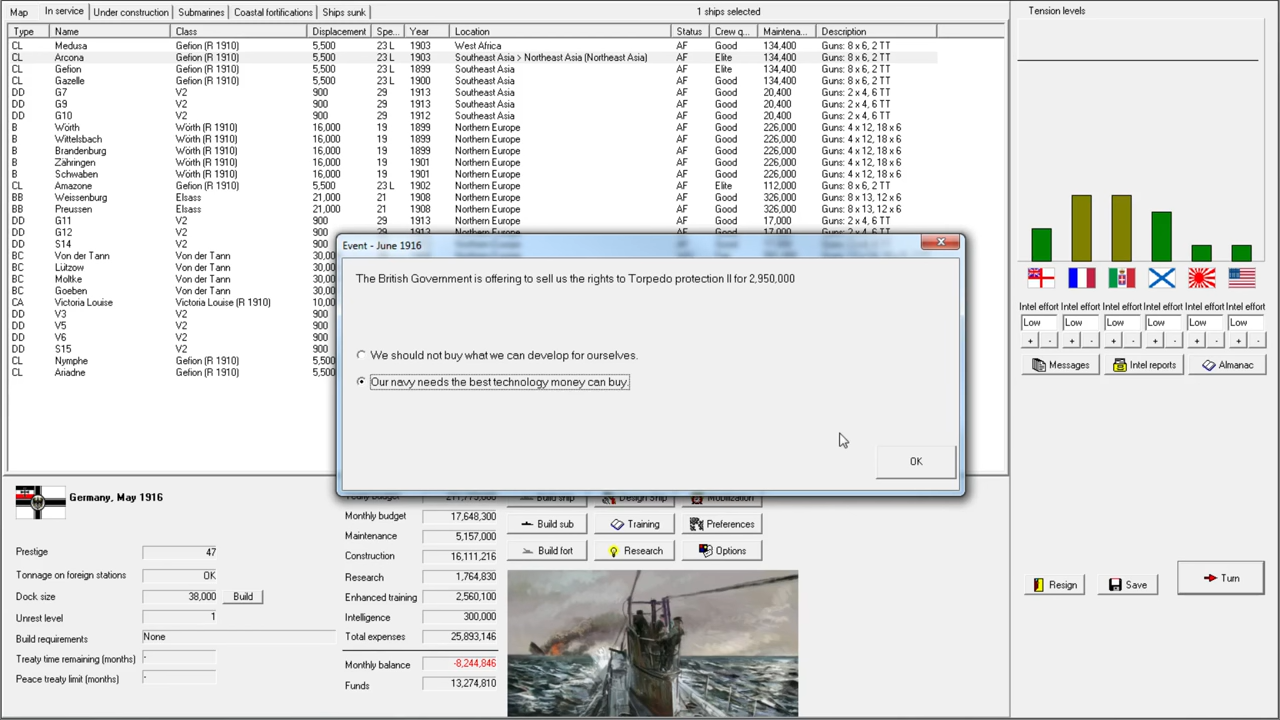 Map In service Under construction Submarines Coastal fortifications Ships sunk 1 ships selected Tension levels
Type Name Class Displacement Spe... Year Location Status Crew q... Maintena... Description
CL Medusa Gefion (R 1910) 5,500 23 L 1903 West Africa AF Good 134,400 Guns: 8 x 6, 2 TT
CL Arcona Gefion (R 1910) 5,500 23 L 1903 Southeast Asia > Northeast Asia (Northeast Asia) AF Elite 134,400 Guns: 8 x 6, 2 TT
CL Gefion Gefion (R 1910) 5,500 23 L 1899 Southeast Asia AF Elite 134,400 Guns: 8 x 6, 2 TT
CL Gazelle Gefion (R 1910) 5,500 23 L 1900 Southeast Asia AF Good 134,400 Guns: 8 x 6, 2 TT
DD G7 V2 900 29 1913 Southeast Asia AF Good 20,400 Guns: 2 x 4, 6 TT
DD G9 V2 900 29 1913 Southeast Asia AF Good 20,400 Guns: 2 x 4, 6 TT
DD G10 V2 900 29 1912 Southeast Asia AF Good 20,400 Guns: 2 x 4, 6 TT
B Wörth Wörth (R 1910) 16,000 19 1899 Northern Europe AF Good 226,000 Guns: 4 x 12, 18 x 6
B Wittelsbach Wörth (R 1910) 16,000 19 1899 Northern Europe AF Good 226,000 Guns: 4 x 12, 18 x 6
B Brandenburg Wörth (R 1910) 16,000 19 1899 Northern Europe AF Good 226,000 Guns: 4 x 12, 18 x 6
B Zähringen Wörth (R 1910) 16,000 19 1901 Northern Europe AF Good 226,000 Guns: 4 x 12, 18 x 6
B Schwaben Wörth (R 1910) 16,000 19 1901 Northern Europe AF Good 226,000 Guns: 4 x 12, 18 x 6
CL Amazone Gefion (R 1910) 5,500 23 L 1902 Northern Europe AF Elite 112,000 Guns: 8 x 6, 2 TT
BB Weissenburg Elsass 21,000 21 1908 Northern Europe AF Good 326,000 Guns: 8 x 13, 12 x 6
BB Preussen Elsass 21,000 21 1908 Northern Europe AF Good 326,000 Guns: 8 x 13, 12 x 6
DD G11 V2 900 29 1913 Northern Europe AF Good 17,000 Guns: 2 x 4, 6 TT
DD G12 V2 900
DD S14 V2 900
BC Von der Tann Von der Tann
BC Lützow Von der Tann
BC Moltke Von der Tann
BC Goeben Von der Tann
CA Victoria Louise Victoria Louise (R 1910) 10,00
DD V3 V2 900
DD V5 V2 900
DD V6 V2 900
DD S15 V2 900
CL Nymphe Gefion (R 1910) 5,500
CL Ariadne Gefion (R 1910) 5,500
Event - June 1916
The British Government is offering to sell us the rights to Torpedo protection II for 2,950,000
We should not buy what we can develop for ourselves.
Our navy needs the best technology money can buy.
OK
Intel effort Intel effort Intel effort Intel effort Intel effort Intel effort
Low Low Low Low Low Low
+ - + - + - + - + - + -
Messages Intel reports Almanac
Germany, May 1916
Prestige 47
Tonnage on foreign stations OK
Dock size 38,000 Build
Unrest level 1
Build requirements None
Treaty time remaining (months) -
Peace treaty limit (months) -
Yearly budget
Monthly budget 17,648,300
Maintenance 5,157,000
Construction 16,111,216
Research 1,764,830
Enhanced training 2,560,100
Intelligence 300,000
Total expenses 25,893,146
Monthly balance -8,244,846
Funds 13,274,810
Build ship Design Ship Mobilization
Build sub Training Preferences
Build fort Research Options
Resign Save Turn